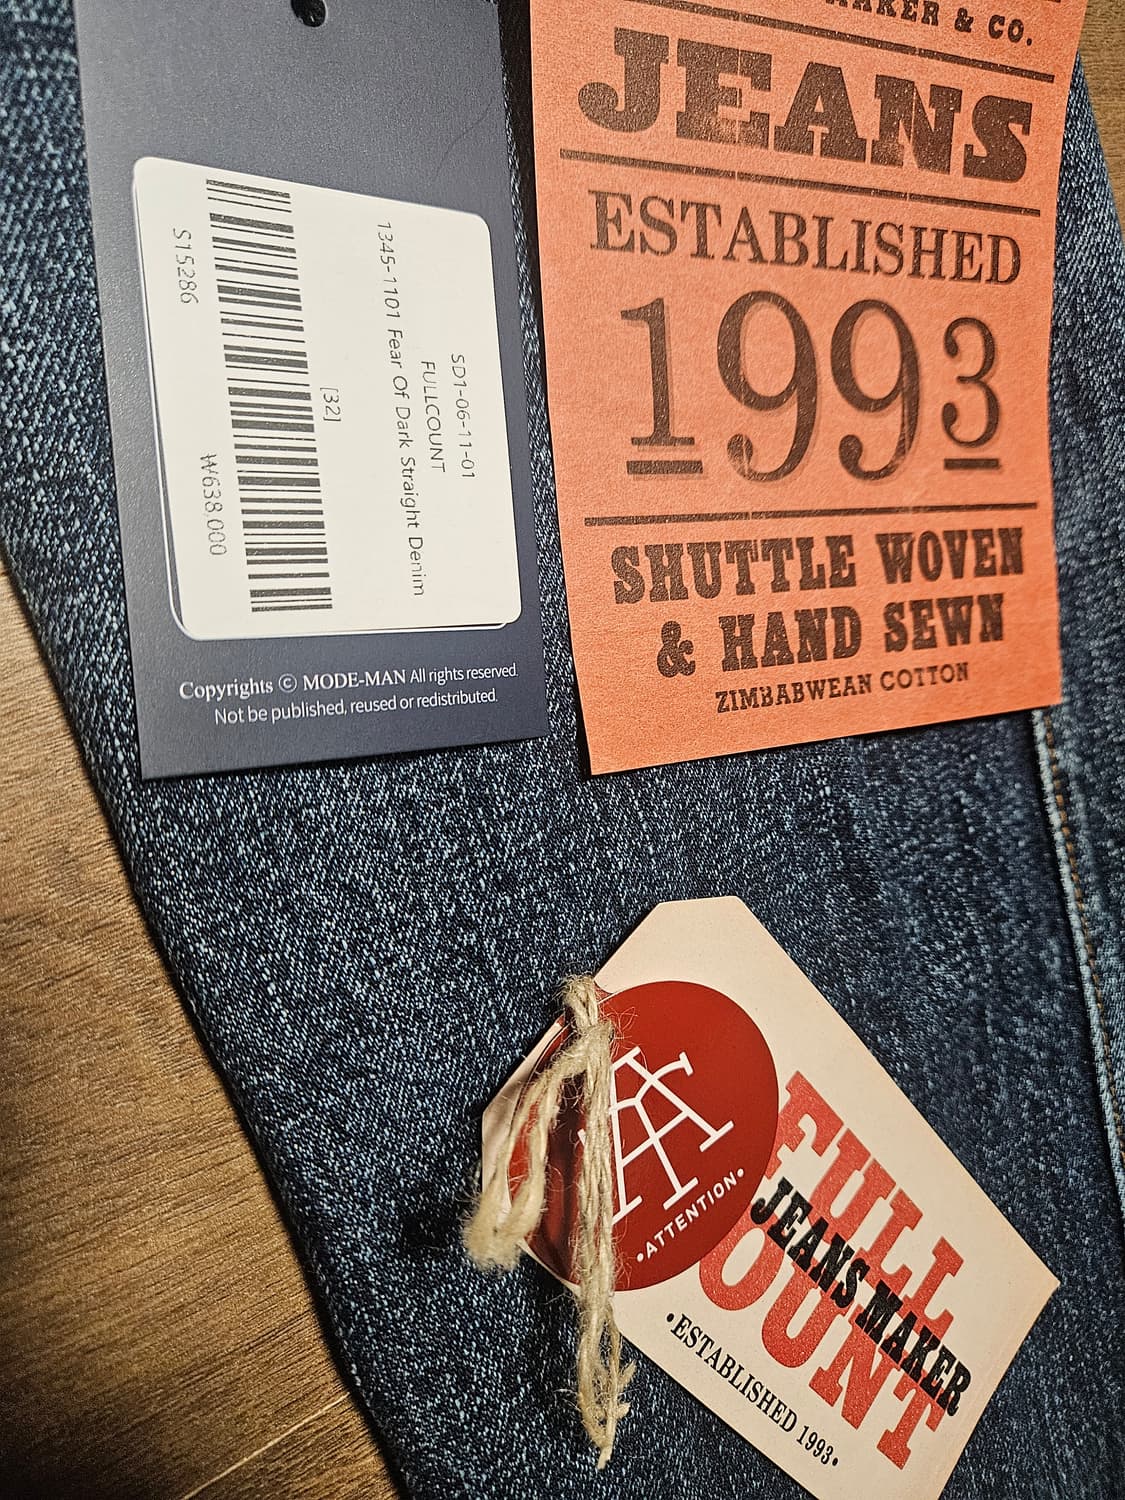 SD1-06-11-01
FULLCOUNT
1345-1101 Fear Of Dark Straight Denim
[32]
₩638,000
S15286
Copyrights © MODE-MAN All rights reserved.
Not be published, reused or redistributed.
& CO.
JEANS
ESTABLISHED
1993
SHUTTLE WOVEN
& HAND SEWN
ZIMBABWEAN COTTON
•ATTENTION•
FULL
JEANS MAKER
OUNT
•ESTABLISHED 1993•